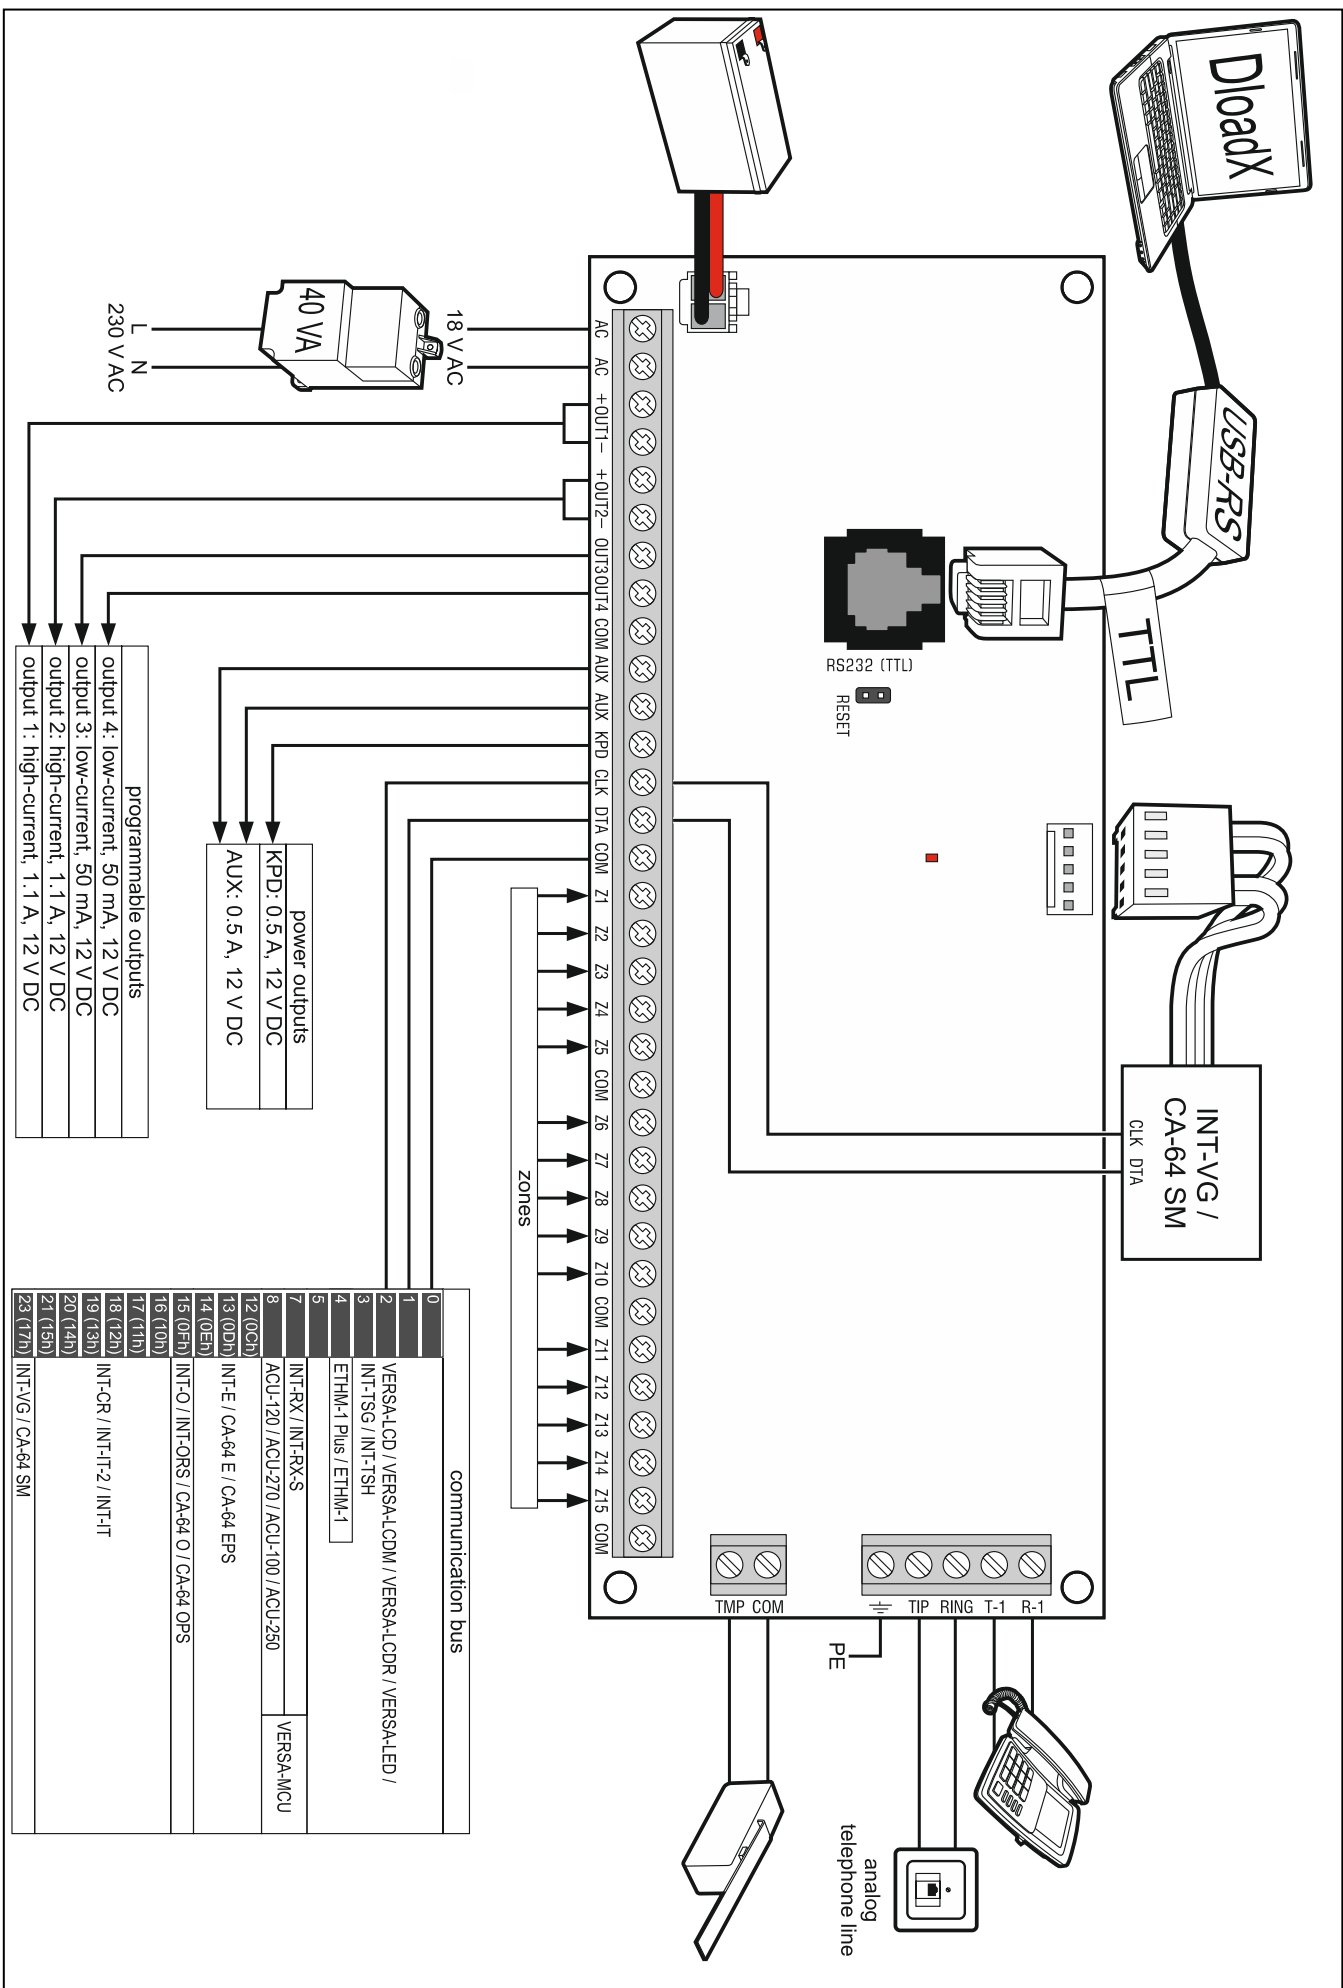 DloadX
USB-RS
TTL
INT-VG /
CA-64 SM
CLK DTA
RS232 (TTL)
RESET
40 VA
18 V AC
L N
230 V AC
AC AC +OUT1− +OUT2− OUT3 OUT4 COM AUX AUX KPD CLK DTA COM Z1 Z2 Z3 Z4 Z5 COM Z6 Z7 Z8 Z9 Z10 COM Z11 Z12 Z13 Z14 Z15 COM
TMP COM
TIP RING T-1 R-1
PE
analog
telephone line
zones
power outputs
KPD: 0.5 A, 12 V DC
AUX: 0.5 A, 12 V DC
programmable outputs
output 4: low-current, 50 mA, 12 V DC
output 3: low-current, 50 mA, 12 V DC
output 2: high-current, 1.1 A, 12 V DC
output 1: high-current, 1.1 A, 12 V DC
communication bus
0
1
2 VERSA-LCD / VERSA-LCDM / VERSA-LCDR / VERSA-LED /
3 INT-TSG / INT-TSH
4 ETHM-1 Plus / ETHM-1
5
7 INT-RX / INT-RX-S
8 ACU-120 / ACU-270 / ACU-100 / ACU-250
VERSA-MCU
12 (0Ch)
13 (0Dh) INT-E / CA-64 E / CA-64 EPS
14 (0Eh)
15 (0Fh) INT-O / INT-ORS / CA-64 O / CA-64 OPS
16 (10h)
17 (11h)
18 (12h)
19 (13h) INT-CR / INT-IT-2 / INT-IT
20 (14h)
21 (15h)
23 (17h) INT-VG / CA-64 SM